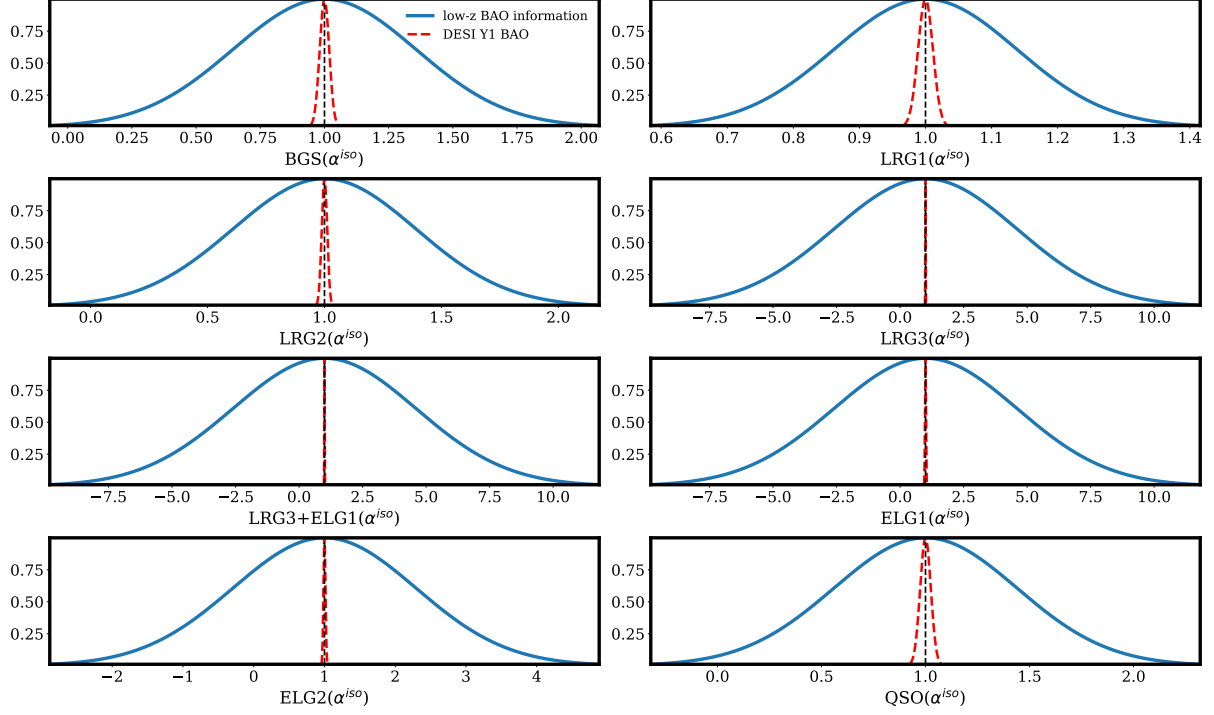 0.75
0.50
0.25
low-z BAO information
DESI Y1 BAO
0.00 0.25 0.50 0.75 1.00 1.25 1.50 1.75 2.00
BGS(α^{iso})
0.75
0.50
0.25
0.6 0.7 0.8 0.9 1.0 1.1 1.2 1.3 1.4
LRG1(α^{iso})
0.75
0.50
0.25
0.0 0.5 1.0 1.5 2.0
LRG2(α^{iso})
0.75
0.50
0.25
−7.5 −5.0 −2.5 0.0 2.5 5.0 7.5 10.0
LRG3(α^{iso})
0.75
0.50
0.25
−7.5 −5.0 −2.5 0.0 2.5 5.0 7.5 10.0
LRG3+ELG1(α^{iso})
0.75
0.50
0.25
−7.5 −5.0 −2.5 0.0 2.5 5.0 7.5 10.0
ELG1(α^{iso})
0.75
0.50
0.25
−2 −1 0 1 2 3 4
ELG2(α^{iso})
0.75
0.50
0.25
0.0 0.5 1.0 1.5 2.0
QSO(α^{iso})